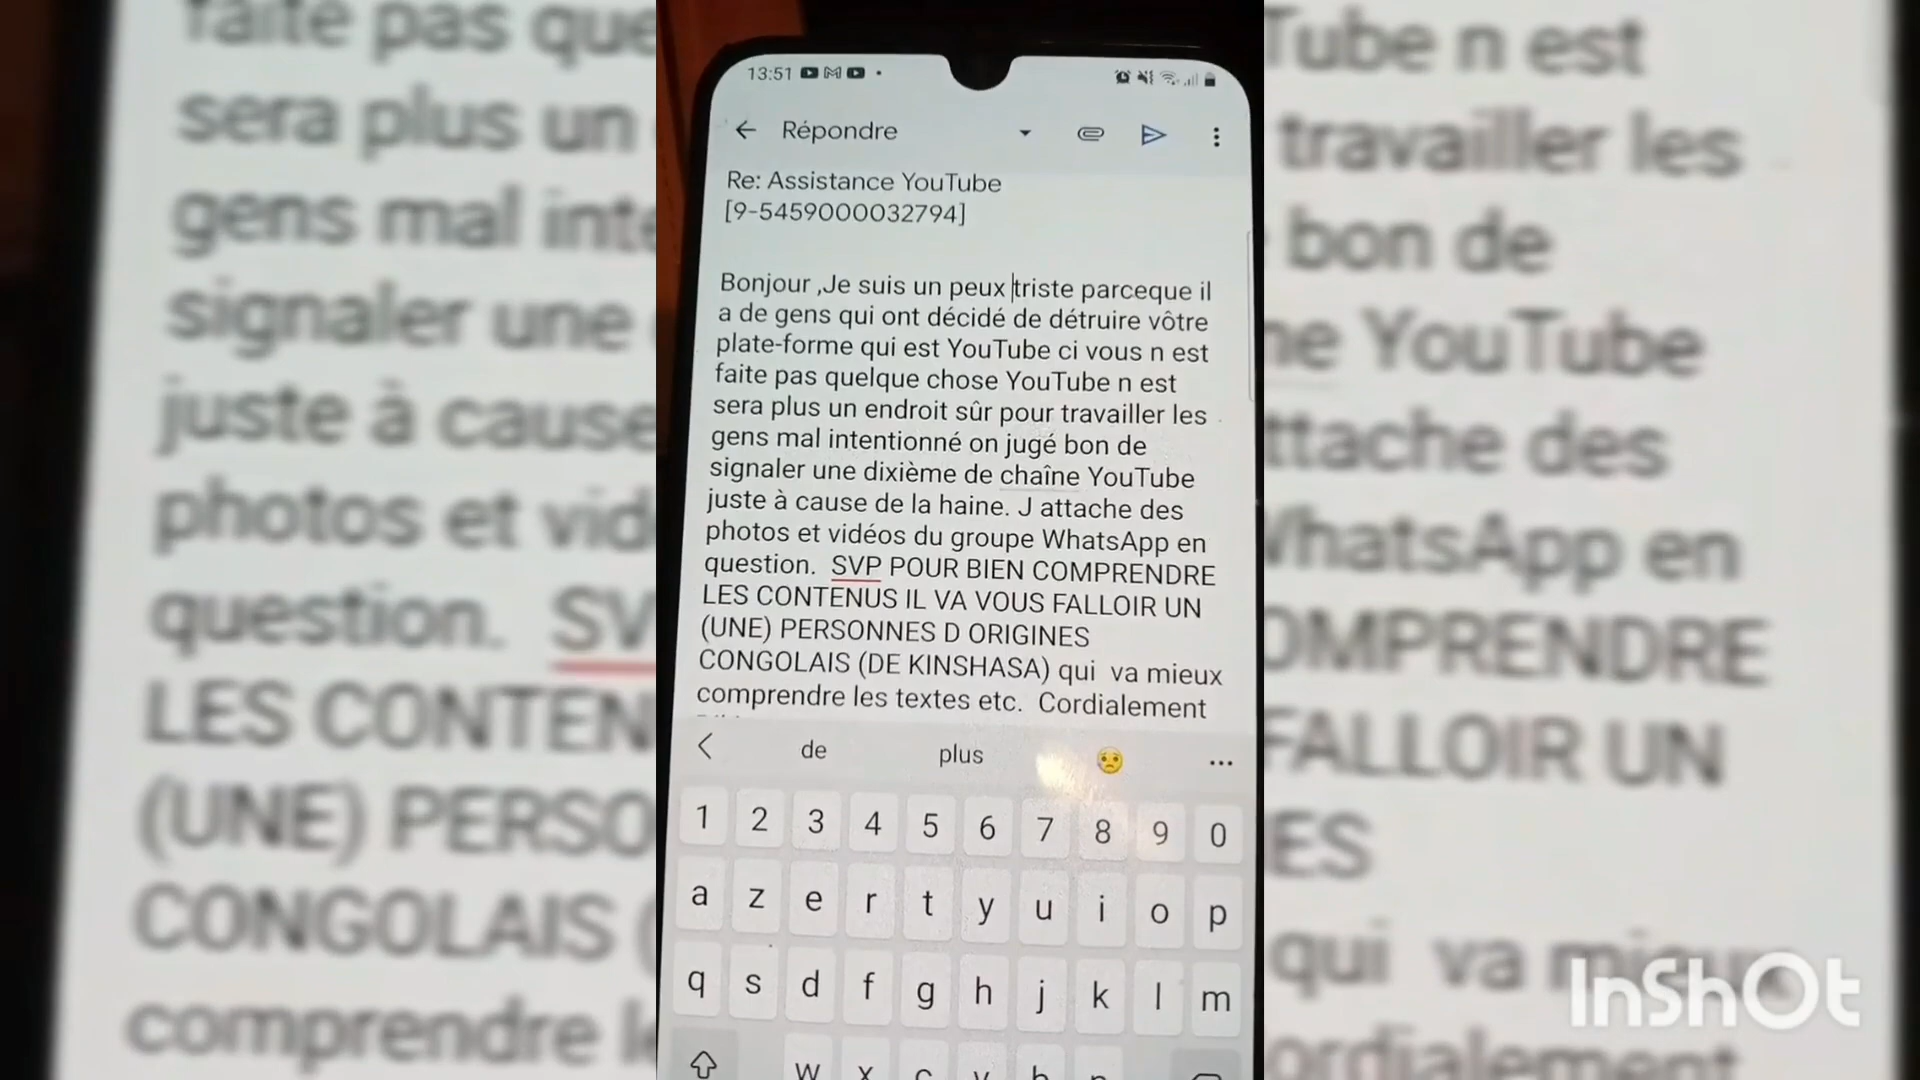 13:51
Répondre
Re: Assistance YouTube
[9-5459000032794]
Bonjour ,Je suis un peux triste parceque il
a de gens qui ont décidé de détruire vôtre
plate-forme qui est YouTube ci vous n est
faite pas quelque chose YouTube n est
sera plus un endroit sûr pour travailler les
gens mal intentionné on jugé bon de
signaler une dixième de chaîne YouTube
juste à cause de la haine. J attache des
photos et vidéos du groupe WhatsApp en
question. SVP POUR BIEN COMPRENDRE
LES CONTENUS IL VA VOUS FALLOIR UN
(UNE) PERSONNES D ORIGINES
CONGOLAIS (DE KINSHASA) qui va mieux
comprendre les textes etc. Cordialement
de plus
1 2 3 4 5 6 7 8 9 0
a z e r t y u i o p
q s d f g h j k l m
w x c v b n
InShOt